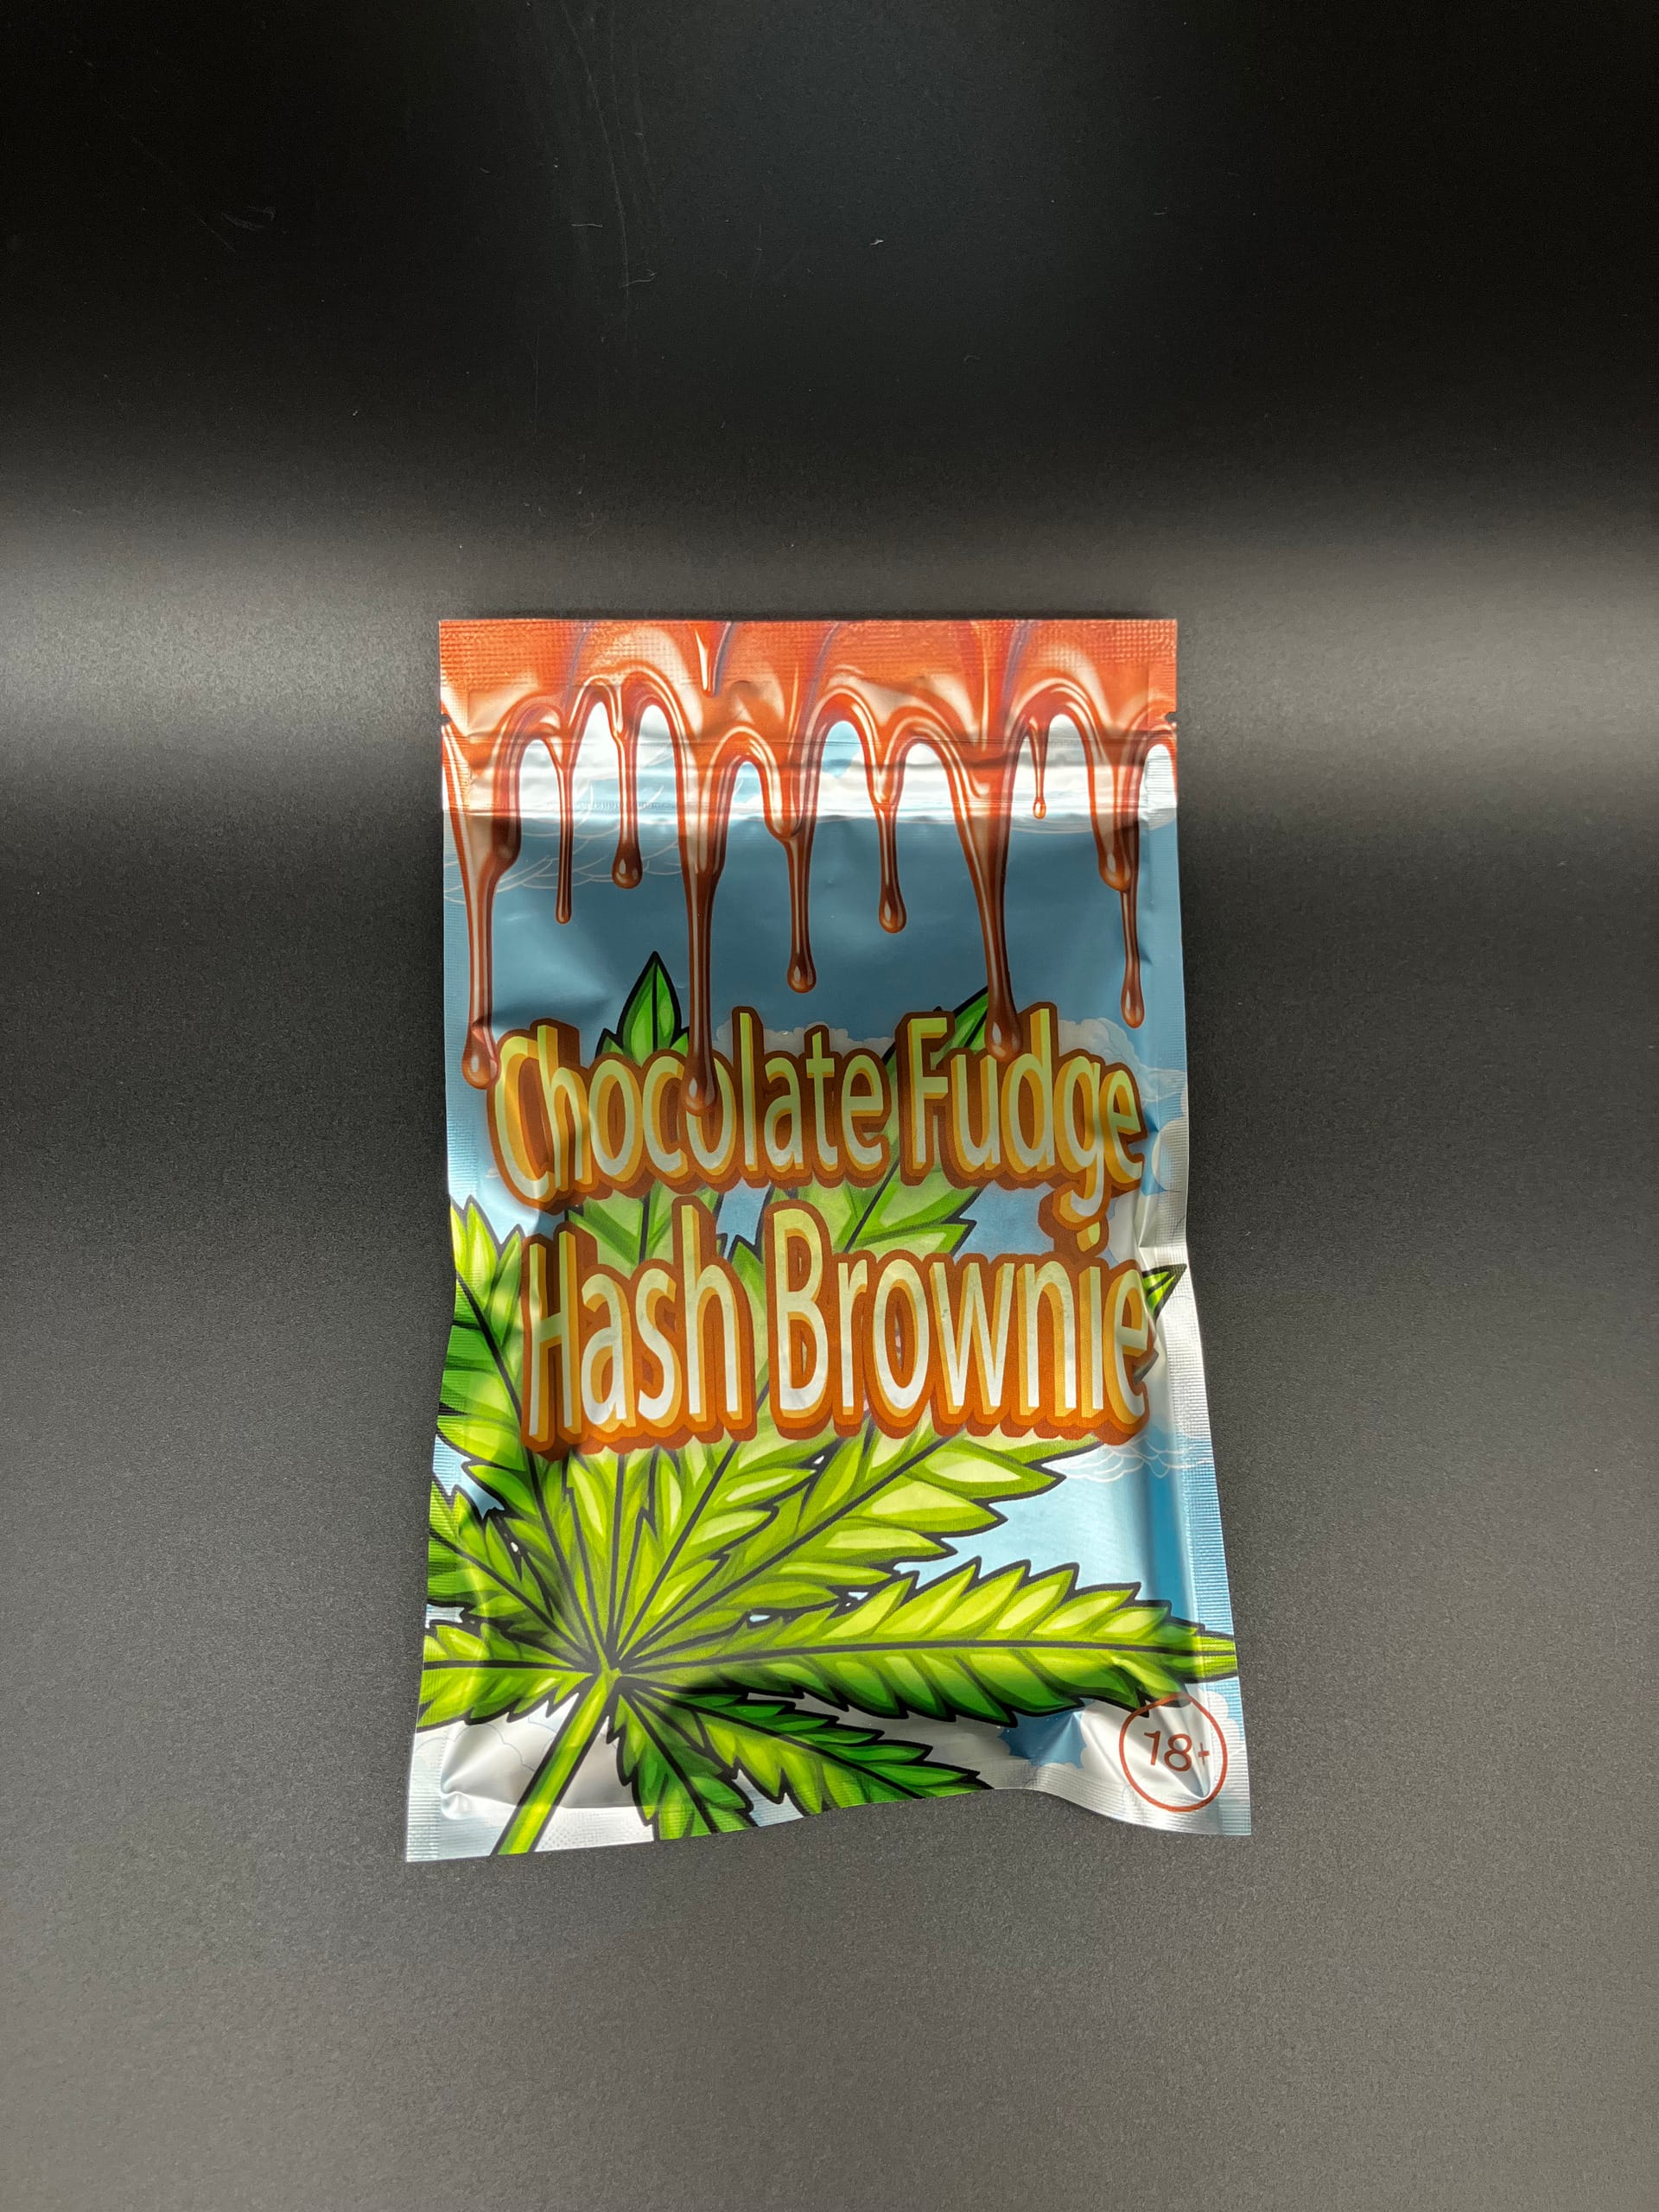 Chocolate Fudge
Hash Brownie
18+